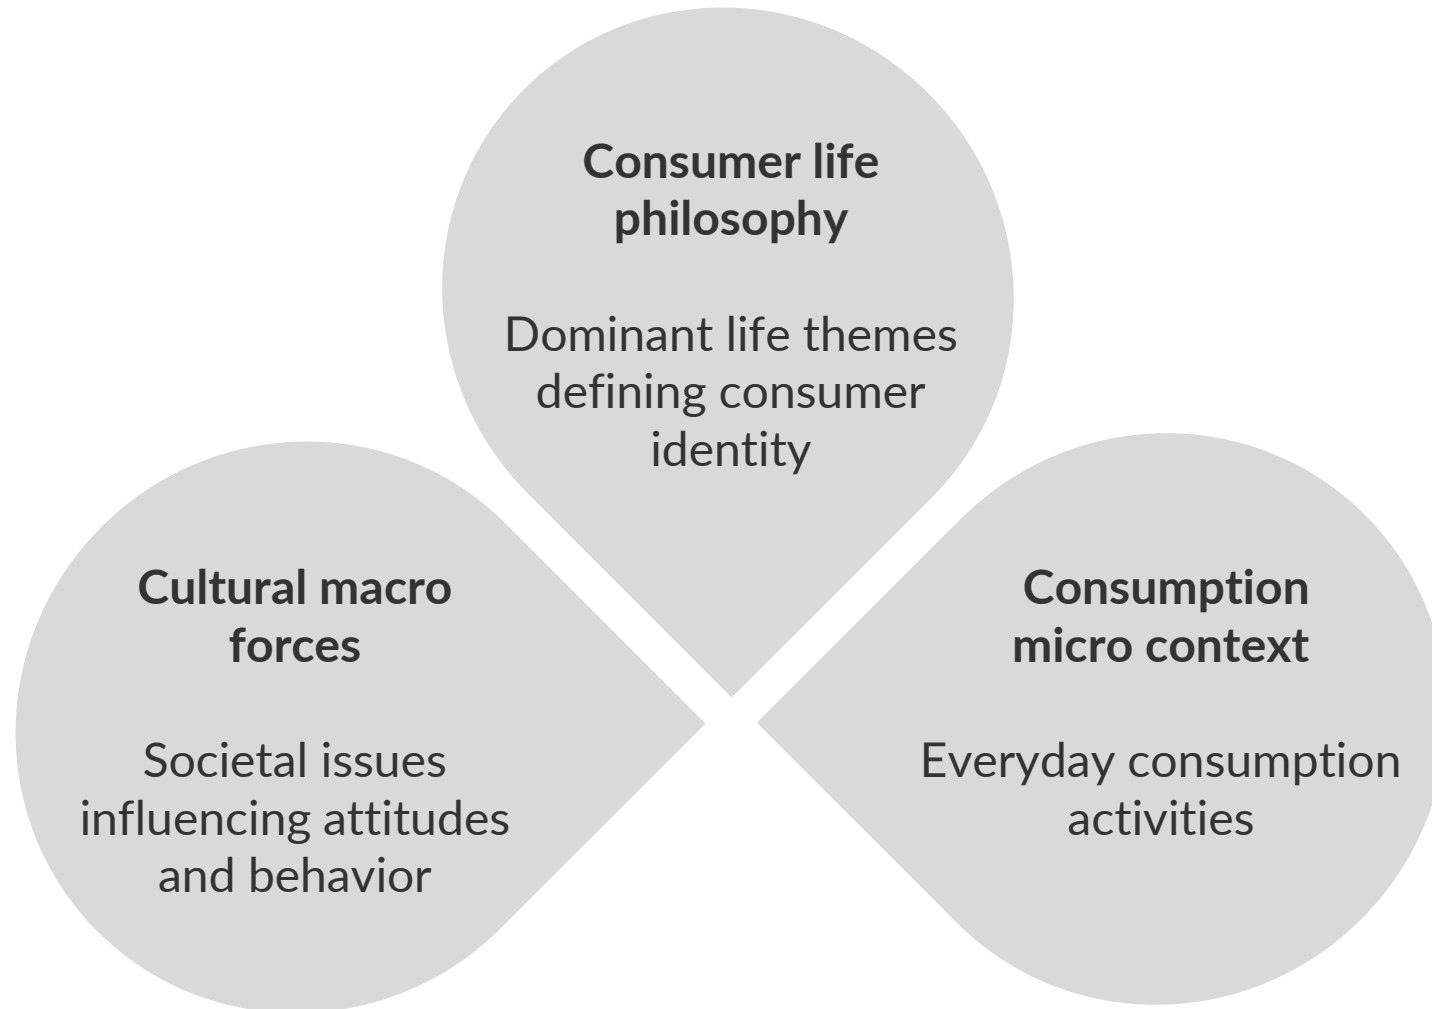 Consumer life
philosophy
Dominant life themes
defining consumer
identity
Cultural macro
forces
Societal issues
influencing attitudes
and behavior
Consumption
micro context
Everyday consumption
activities